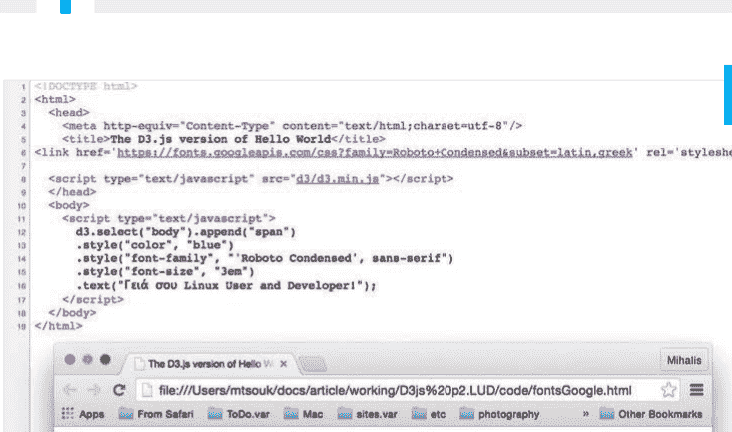 1 <!DOCTYPE html>
2 <html>
3 <head>
4 <meta http-equiv="Content-Type" content="text/html;charset=utf-8"/>
5 <title>The D3.js version of Hello World</title>
6 <link href='https://fonts.googleapis.com/css?family=Roboto+Condensed&subset=latin,greek' rel='styleshe
7
8 <script type="text/javascript" src="d3/d3.min.js"></script>
9 </head>
10 <body>
11 <script type="text/javascript">
12 d3.select("body").append("span")
13 .style("color", "blue")
14 .style("font-family", "'Roboto Condensed', sans-serif")
15 .style("font-size", "3em")
16 .text("Γειά σου Linux User and Developer!");
17 </script>
18 </body>
19 </html>
The D3.js version of Hello W × Mihalis
file:///Users/mtsouk/docs/article/working/D3js%20p2.LUD/code/fontsGoogle.html
Apps From Safari ToDo.var Mac sites.var etc photography » Other Bookmarks